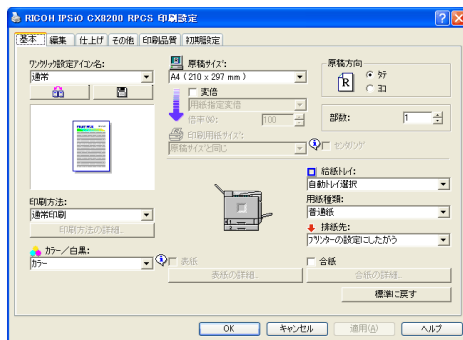 RICOH IPSiO CX8200 RPCS 印刷設定
基本 編集 仕上げ その他 印刷品質 初期設定
ワンクリック設定アイコン名:
通常
原稿サイズ:
A4 (210 x 297 mm)
変倍
用紙指定変倍
倍率(%): 100
印刷用紙サイズ:
原稿サイズと同じ
センタリング
原稿方向
R
タテ
ヨコ
部数: 1
印刷方法:
通常印刷
印刷方法の詳細...
カラー/白黒:
カラー
表紙
表紙の詳細...
給紙トレイ:
自動トレイ選択
用紙種類:
普通紙
排紙先:
プリンターの設定にしたがう
合紙
合紙の詳細...
標準に戻す
OK キャンセル 適用(A) ヘルプ